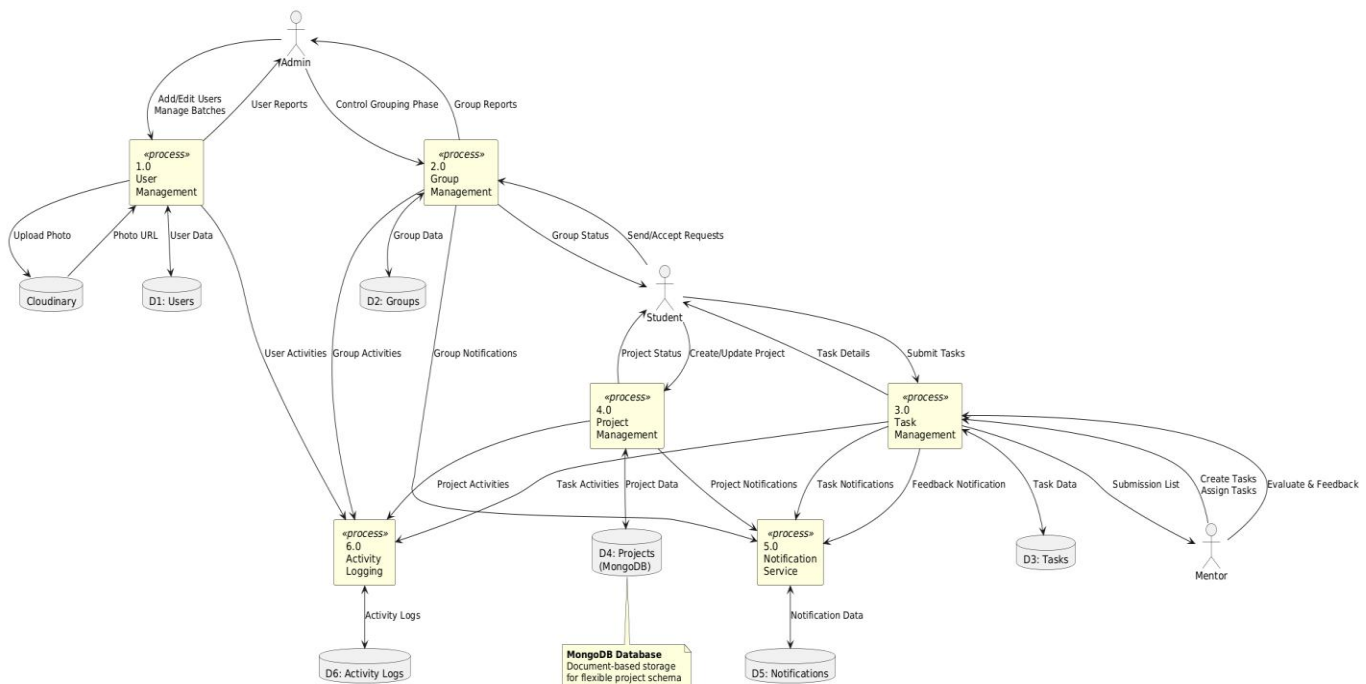 Admin
Add/Edit Users
Manage Batches
User Reports
Control Grouping Phase
Group Reports
«process»
1.0
User
Management
«process»
2.0
Group
Management
Upload Photo
Photo URL
User Data
Group Data
Group Status
Send/Accept Requests
Cloudinary
D1: Users
D2: Groups
Student
User Activities
Group Activities
Group Notifications
Project Status
Create/Update Project
Task Details
Submit Tasks
«process»
4.0
Project
Management
«process»
3.0
Task
Management
Project Activities
Task Activities
Project Data
Project Notifications
Task Notifications
Feedback Notification
Task Data
Submission List
Create Tasks
Assign Tasks
Evaluate & Feedback
«process»
6.0
Activity
Logging
D4: Projects
(MongoDB)
«process»
5.0
Notification
Service
D3: Tasks
Mentor
Activity Logs
Notification Data
D6: Activity Logs
MongoDB Database
Document-based storage
for flexible project schema
D5: Notifications